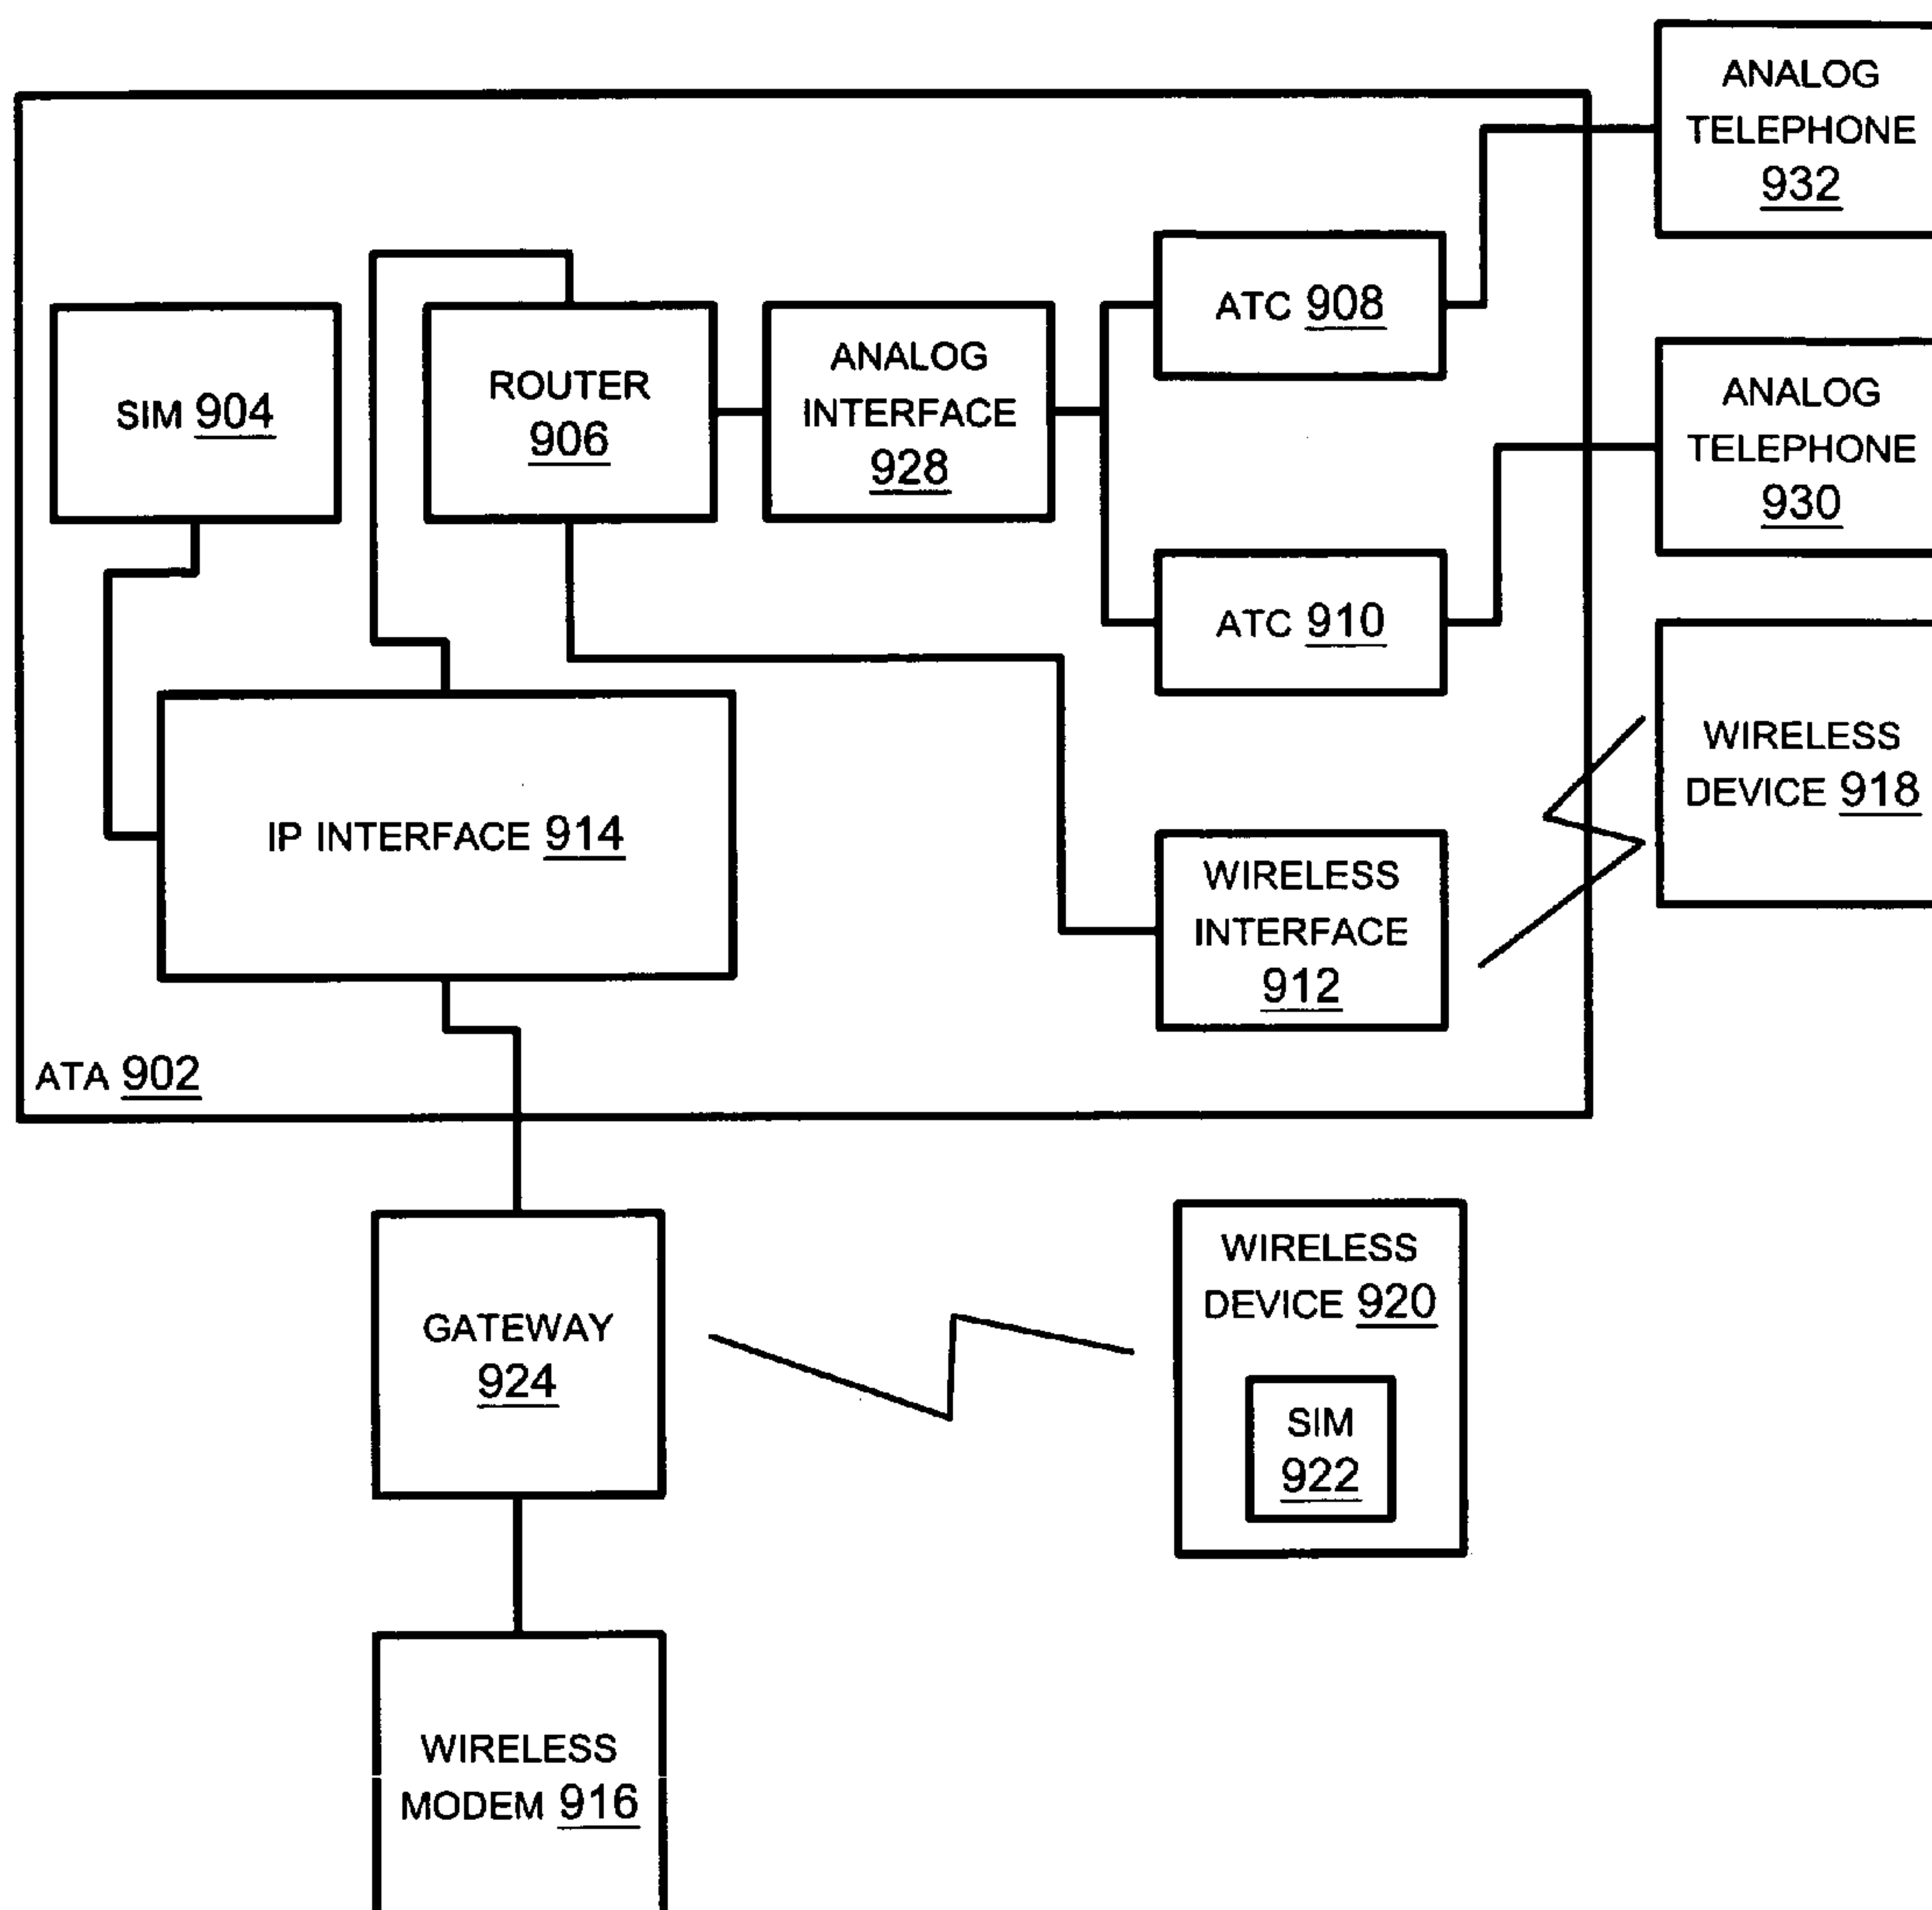 ANALOG
TELEPHONE
932
ATC 908
SIM 904
ROUTER
906
ANALOG
INTERFACE
928
ANALOG
TELEPHONE
930
ATC 910
WIRELESS
DEVICE 918
IP INTERFACE 914
WIRELESS
INTERFACE
912
ATA 902
GATEWAY
924
WIRELESS
DEVICE 920
SIM
922
WIRELESS
MODEM 916